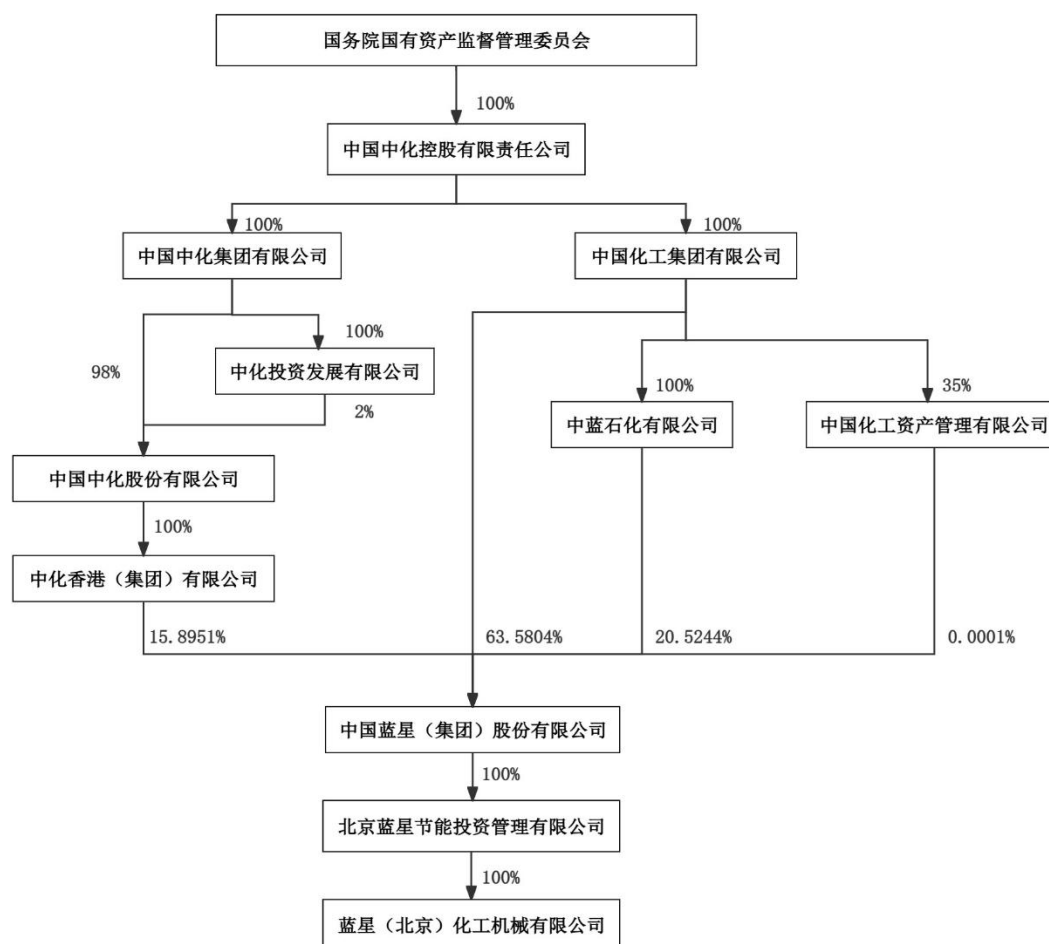 国务院国有资产监督管理委员会
100%
中国中化控股有限责任公司
100%
100%
中国中化集团有限公司
中国化工集团有限公司
100%
98%
中化投资发展有限公司
2%
100%
35%
中蓝石化有限公司
中国化工资产管理有限公司
中国中化股份有限公司
100%
中化香港（集团）有限公司
15.8951%
63.5804%
20.5244%
0.0001%
中国蓝星（集团）股份有限公司
100%
北京蓝星节能投资管理有限公司
100%
蓝星（北京）化工机械有限公司